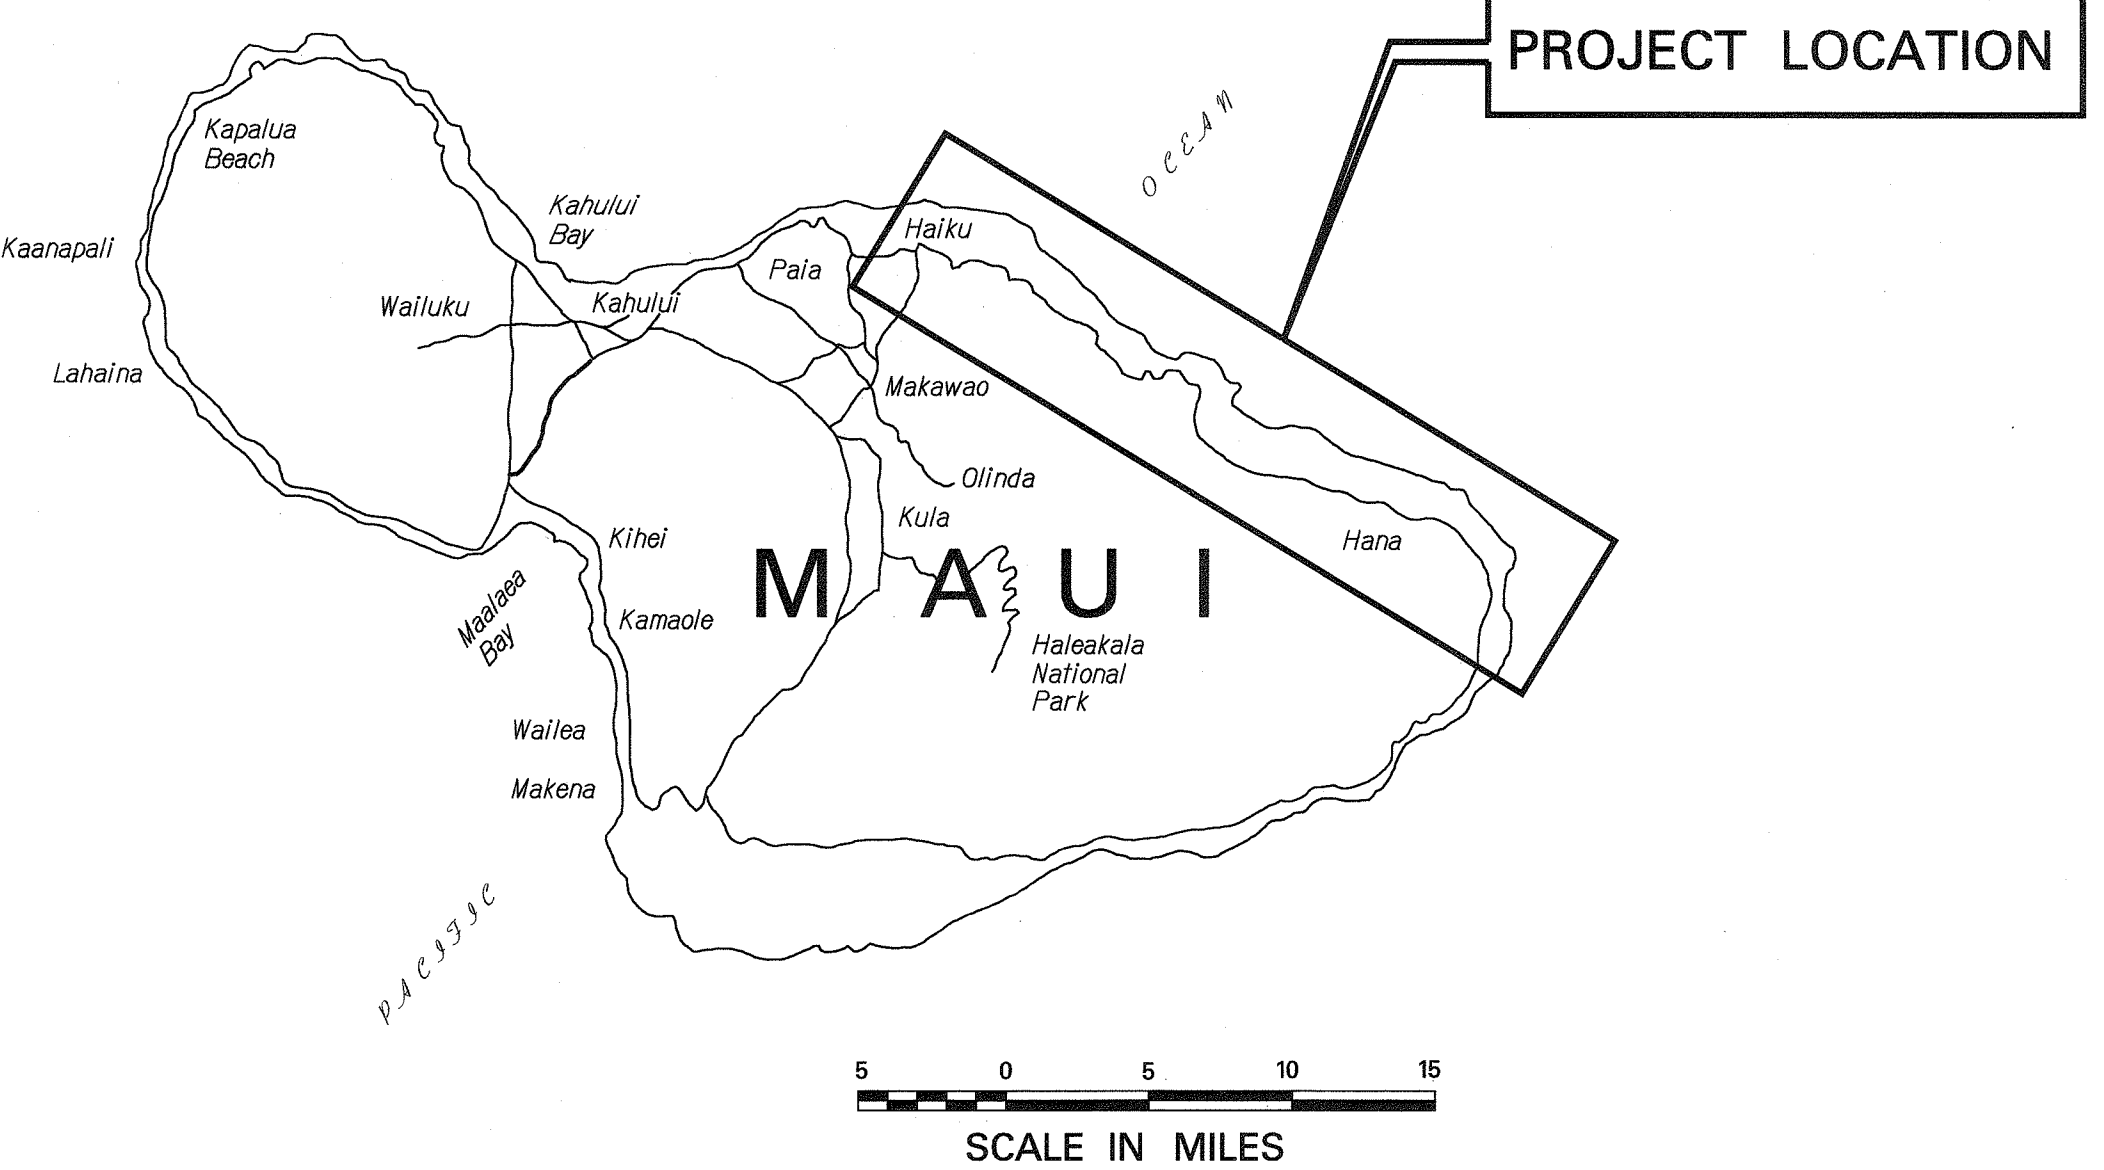 PROJECT LOCATION
OCEAN
Kapalua
Beach
Kahului
Bay
Haiku
Kaanapali
Paia
Wailuku
Kahului
Lahaina
Makawao
Olinda
Kula
Kihei
Hana
MAUI
Maalaea
Bay
Kamaole
Haleakala
National
Park
Wailea
Makena
PACIFIC
5 0 5 10 15
SCALE IN MILES